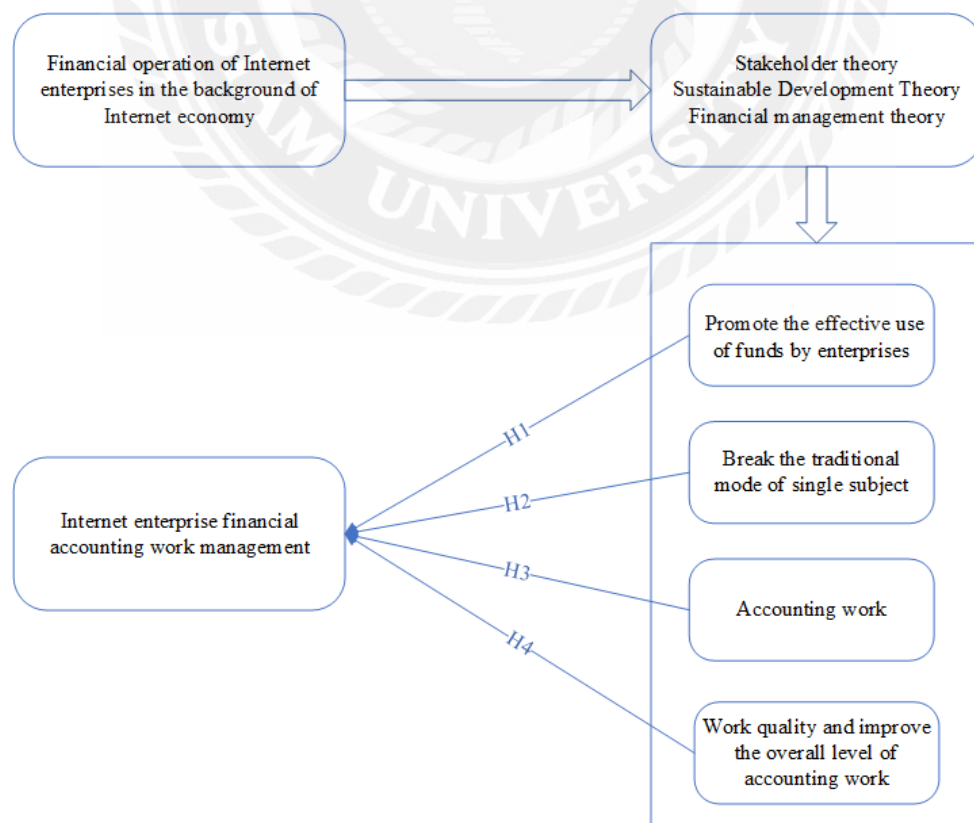 Financial operation of Internet
enterprises in the background of
Internet economy
Stakeholder theory
Sustainable Development Theory
Financial management theory
UNIVERSITY
Promote the effective use
of funds by enterprises
H1
Break the traditional
mode of single subject
H2
Internet enterprise financial
accounting work management
H3
Accounting work
H4
Work quality and improve
the overall level of
accounting work